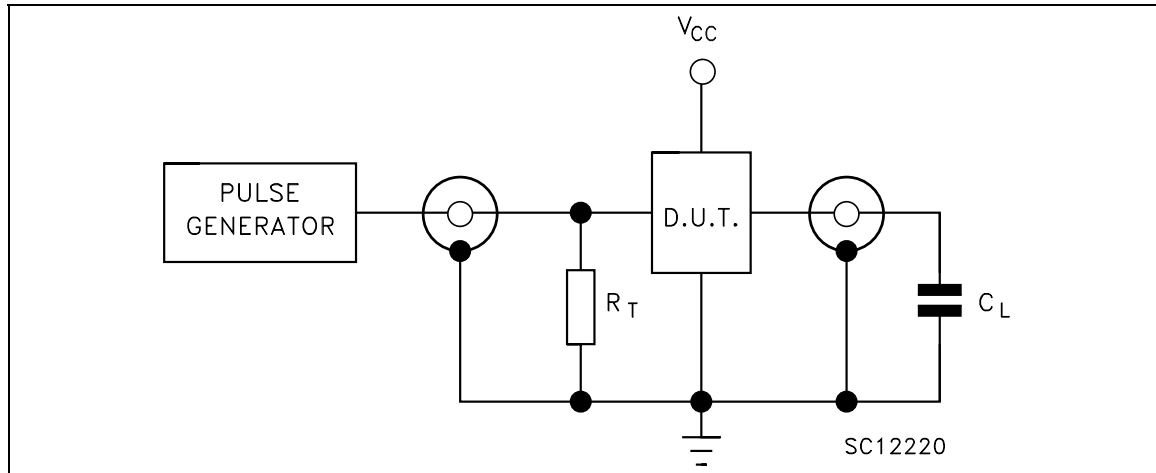 VCC
PULSE
GENERATOR
D.U.T.
RT
CL
SC12220